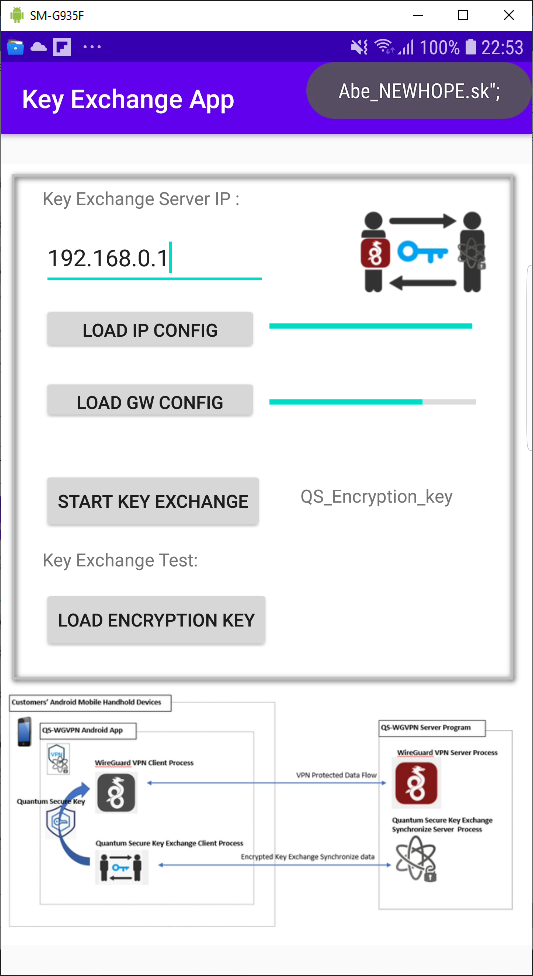 SM-G935F
100% 22:53
Key Exchange App
Abe_NEWHOPE.sk";
Key Exchange Server IP :
192.168.0.1
LOAD IP CONFIG
LOAD GW CONFIG
START KEY EXCHANGE
QS_Encryption_key
Key Exchange Test:
LOAD ENCRYPTION KEY
Customers' Android Mobile Handhold Devices
QS-WGVPN Android App
VPN
WireGuard VPN Client Process
Quantum Secure Key
Quantum Secure Key Exchange Client Process
VPN Protected Data Flow
Encrypted Key Exchange Synchronize data
QS-WGVPN Server Program
WireGuard VPN Server Process
Quantum Secure Key Exchange
Synchronize Server Process